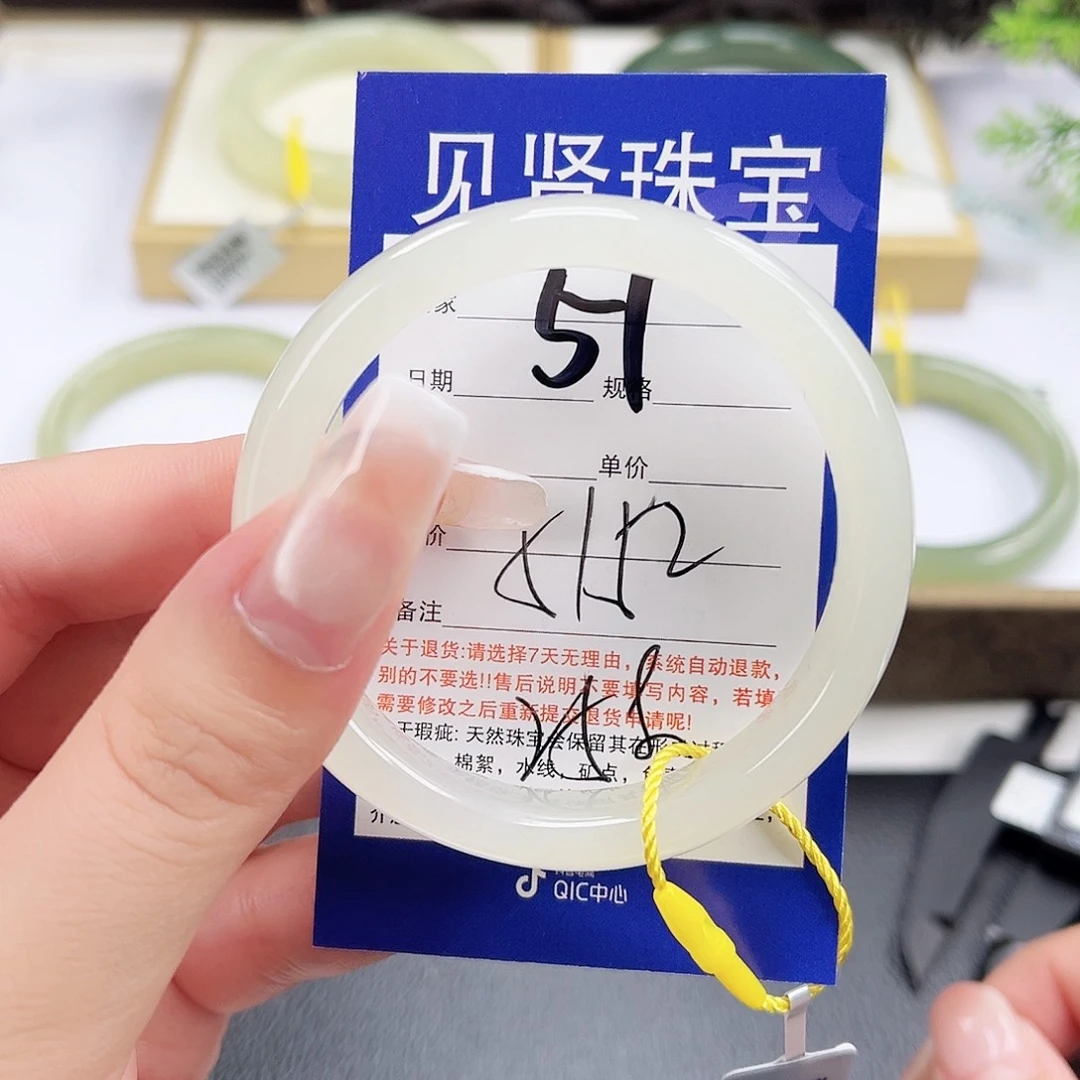 见贤珠宝
家
51
日期 规格
单价
价
备注
关于退货:请选择7天无理由，系统自动退款，
别的不要选!!售后说明不要填写内容，若填
需要修改之后重新提交退货申请呢!
于瑕疵: 天然珠宝会保留其在形
棉絮，水线、矿点，
QIC中心